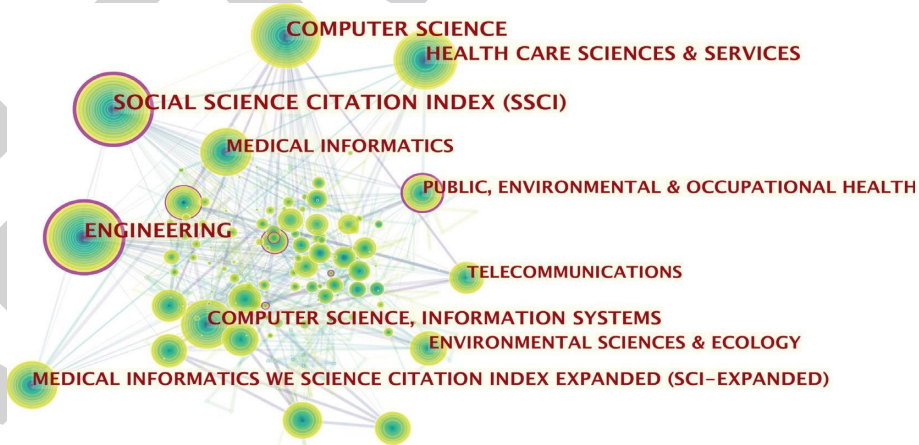 COMPUTER SCIENCE
HEALTH CARE SCIENCES & SERVICES
SOCIAL SCIENCE CITATION INDEX (SSCI)
MEDICAL INFORMATICS
PUBLIC, ENVIRONMENTAL & OCCUPATIONAL HEALTH
ENGINEERING
TELECOMMUNICATIONS
COMPUTER SCIENCE, INFORMATION SYSTEMS
ENVIRONMENTAL SCIENCES & ECOLOGY
MEDICAL INFORMATICS WE SCIENCE CITATION INDEX EXPANDED (SCI-EXPANDED)